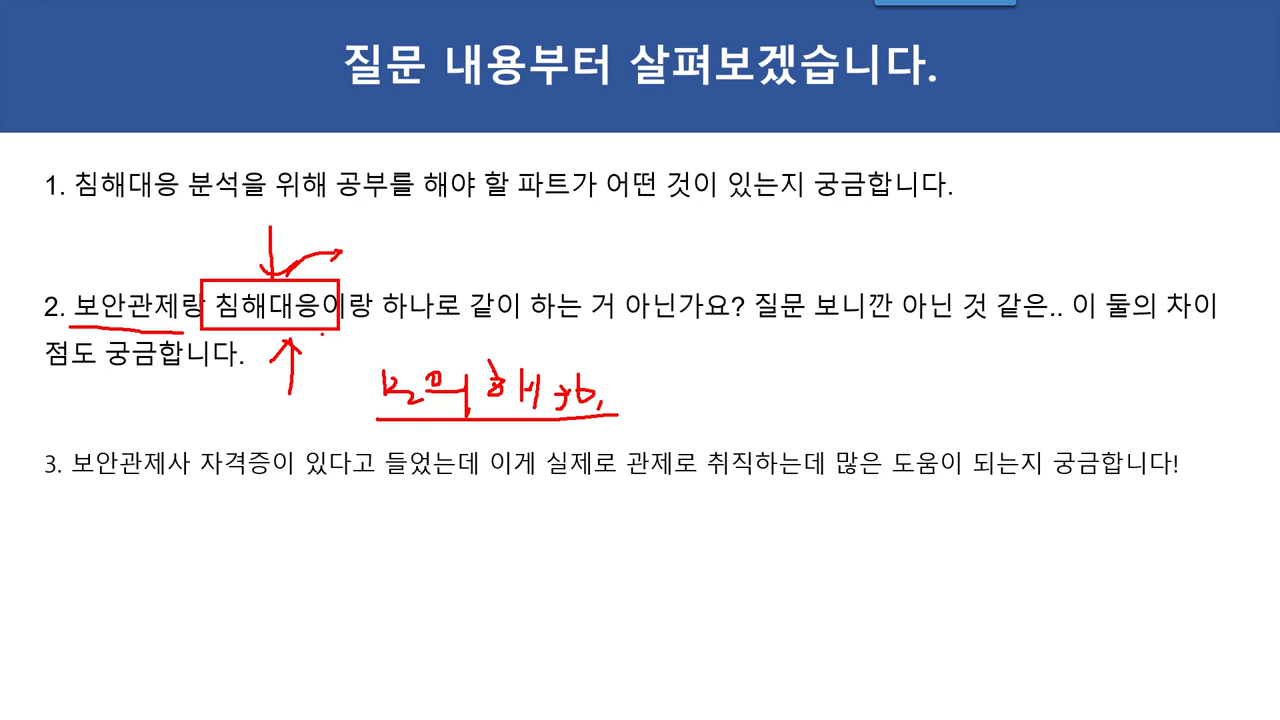 질문 내용부터 살펴보겠습니다.
1. 침해대응 분석을 위해 공부를 해야 할 파트가 어떤 것이 있는지 궁금합니다.
2. 보안관제랑 침해대응이랑 하나로 같이 하는 거 아닌가요? 질문 보니깐 아닌 것 같은.. 이 둘의 차이
점도 궁금합니다.
3. 보안관제사 자격증이 있다고 들었는데 이게 실제로 관제로 취직하는데 많은 도움이 되는지 궁금합니다!